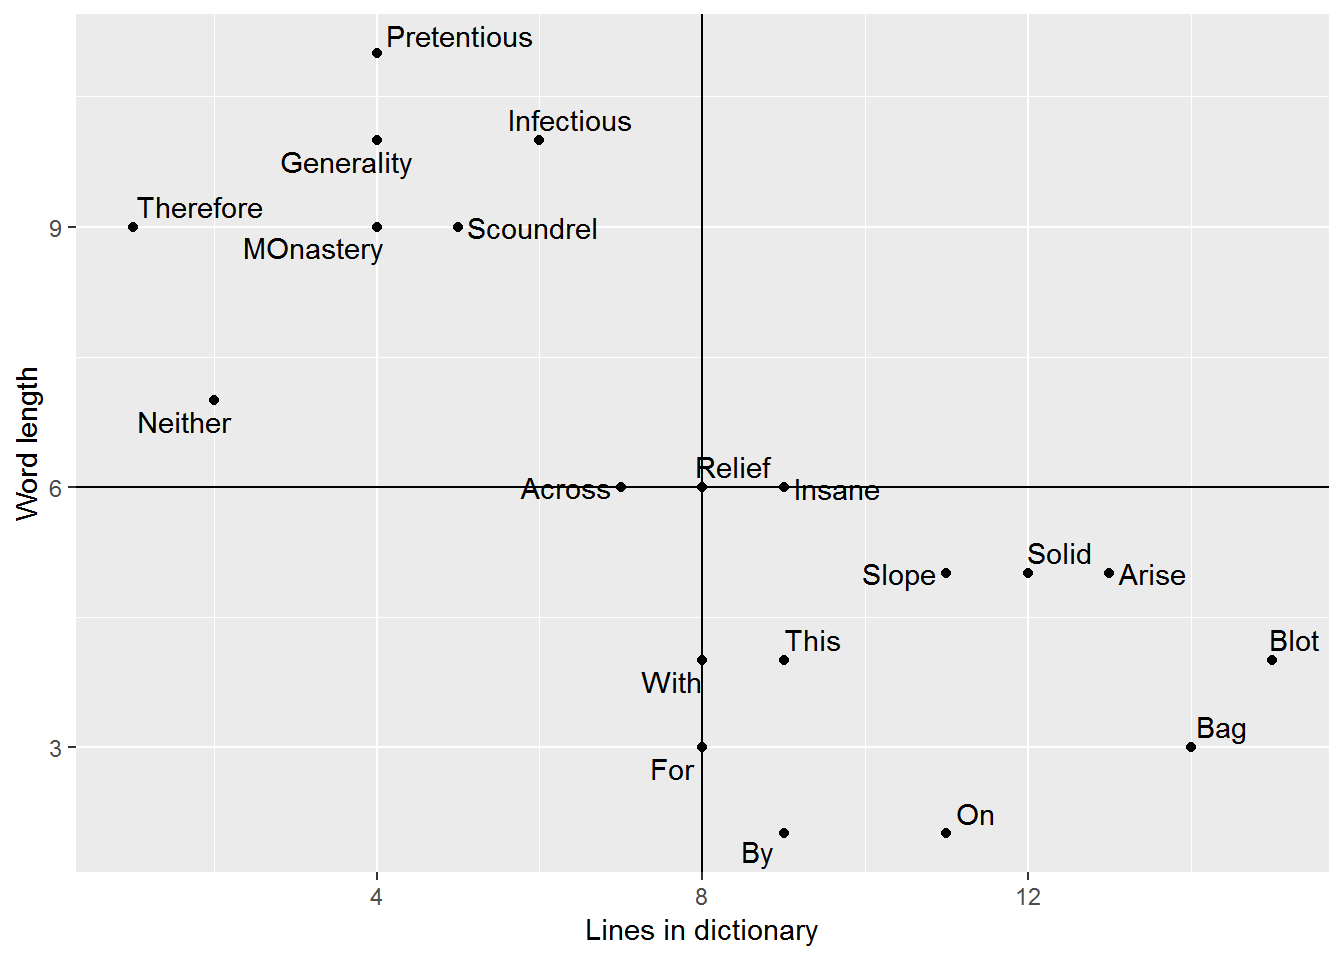 Pretentious
Infectious
Generality
Therefore
9
Scoundrel
MOnastery
Word length
Neither
Relief
6
Across
Insane
Solid
Slope
Arise
This
Blot
With
Bag
3
For
On
By
4
8
12
Lines in dictionary